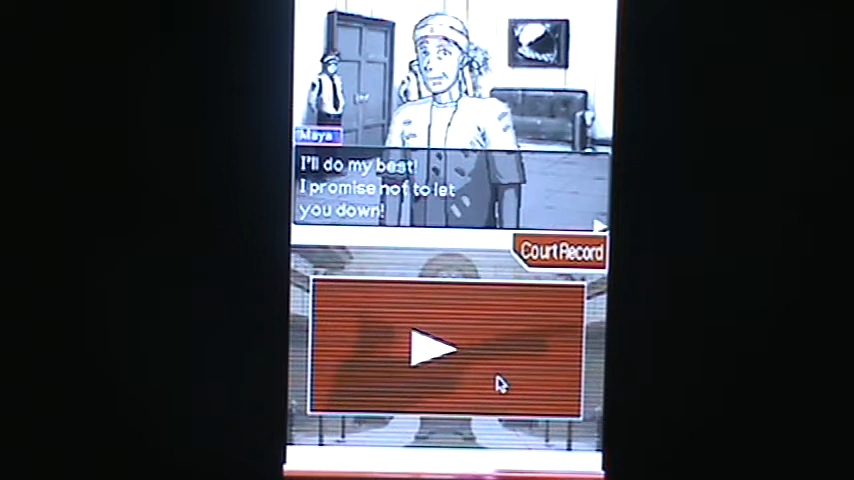 Maya
I'll do my best!
I promise not to let
you down!
Court Record